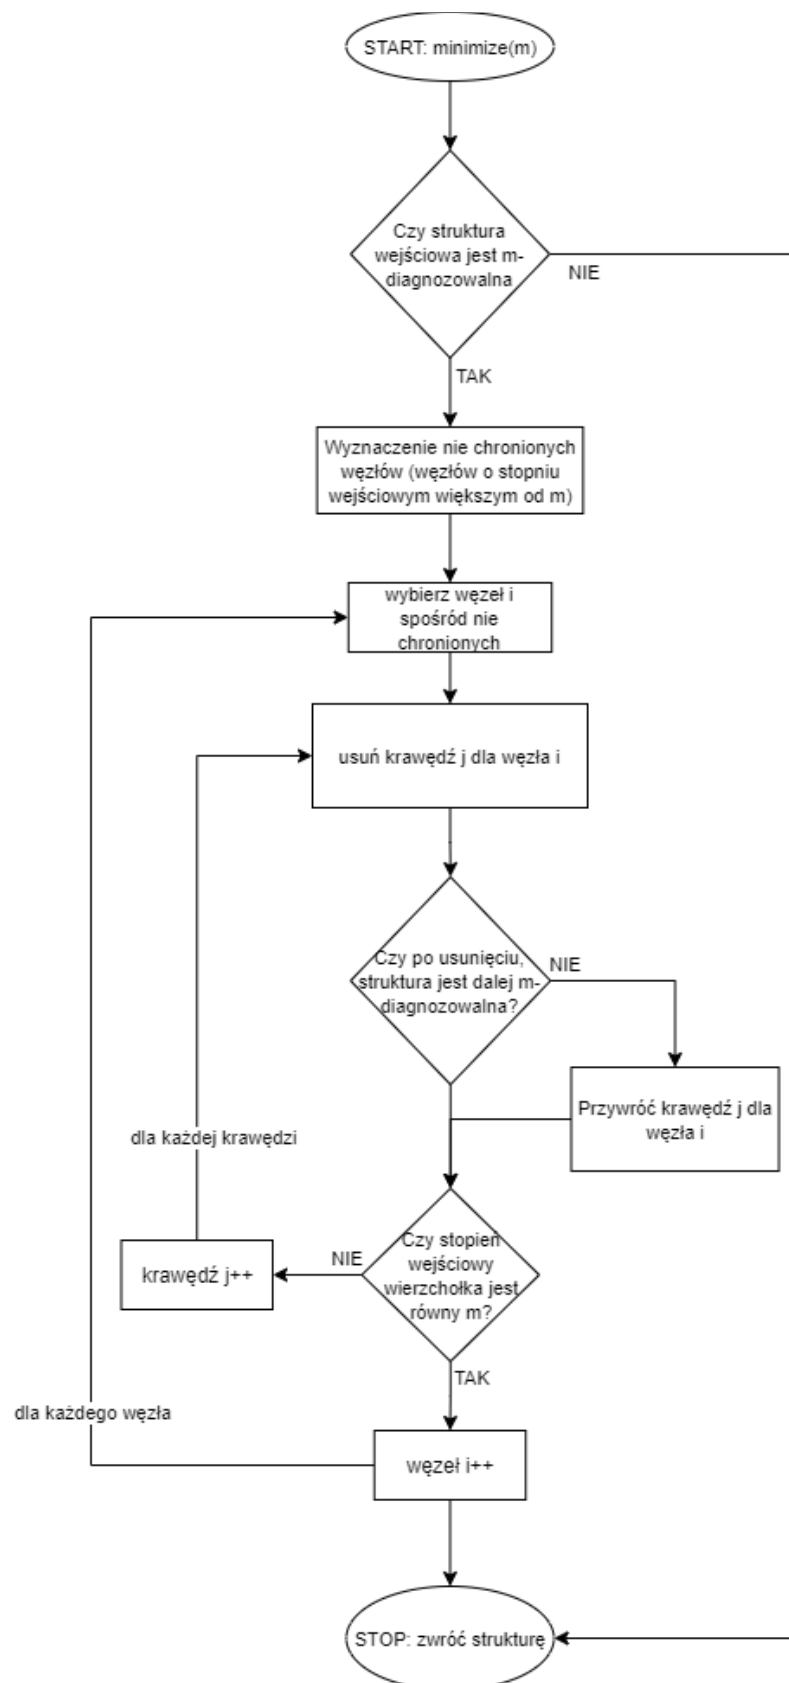 START: minimize(m)
Czy struktura
wejściowa jest m-
diagnozowalna
NIE
TAK
Wyznaczenie nie chronionych
węzłów (węzłów o stopniu
wejściowym większym od m)
wybierz węzeł i
spośród nie
chronionych
usuń krawędź j dla węzła i
Czy po usunięciu,
struktura jest dalej m-
diagnozowalna?
NIE
Przywróć krawędź j dla
węzła i
dla każdej krawędzi
Czy stopień
wejściowy
wierzchołka jest
równy m?
NIE
krawędź j++
TAK
dla każdego węzła
węzeł i++
STOP: zwróć strukturę